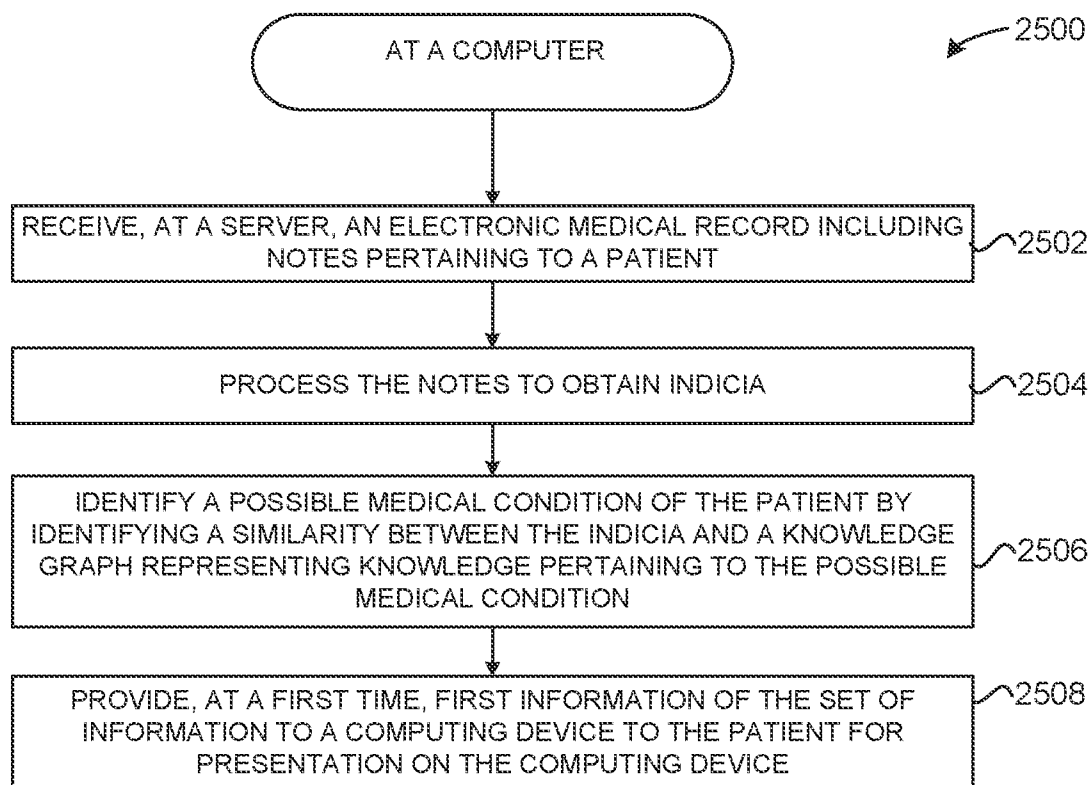 AT A COMPUTER
2500
RECEIVE, AT A SERVER, AN ELECTRONIC MEDICAL RECORD INCLUDING
NOTES PERTAINING TO A PATIENT
2502
PROCESS THE NOTES TO OBTAIN INDICIA
2504
IDENTIFY A POSSIBLE MEDICAL CONDITION OF THE PATIENT BY
IDENTIFYING A SIMILARITY BETWEEN THE INDICIA AND A KNOWLEDGE
GRAPH REPRESENTING KNOWLEDGE PERTAINING TO THE POSSIBLE
MEDICAL CONDITION
2506
PROVIDE, AT A FIRST TIME, FIRST INFORMATION OF THE SET OF
INFORMATION TO A COMPUTING DEVICE TO THE PATIENT FOR
PRESENTATION ON THE COMPUTING DEVICE
2508